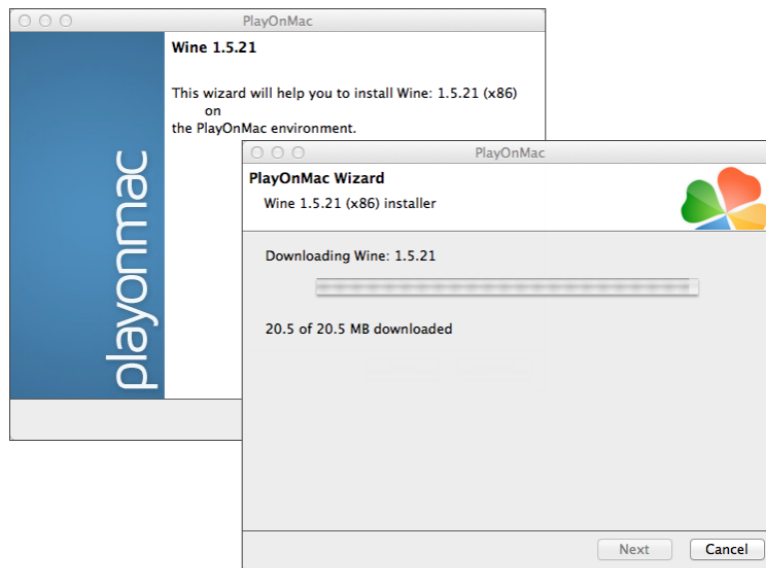 PlayOnMac
Wine 1.5.21
This wizard will help you to install Wine: 1.5.21 (x86)
on
the PlayOnMac environment.
playonmac
PlayOnMac
PlayOnMac Wizard
Wine 1.5.21 (x86) installer
Downloading Wine: 1.5.21
20.5 of 20.5 MB downloaded
Next
Cancel